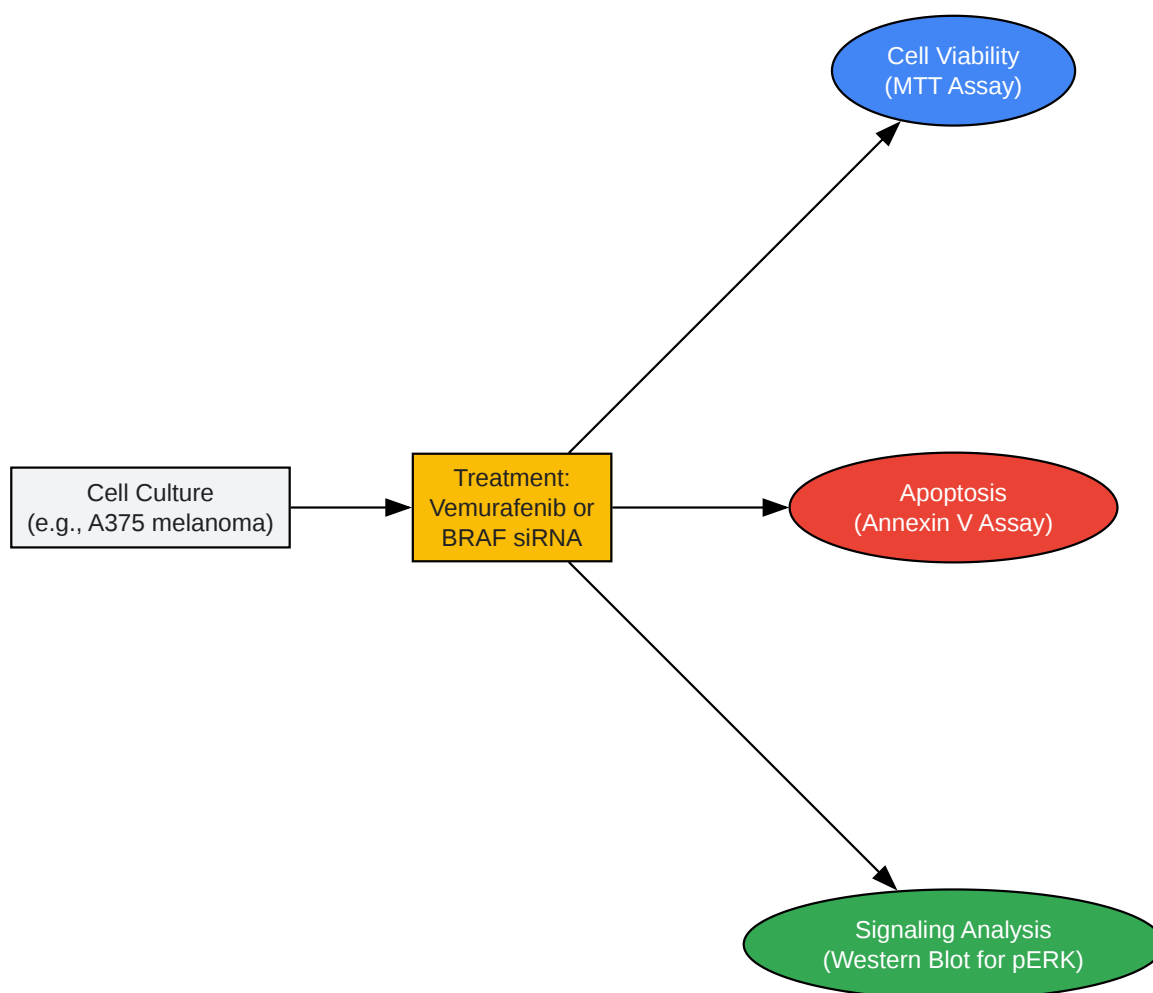 Cell Viability
(MTT Assay)
Cell Culture
(e.g., A375 melanoma)
Treatment:
Vemurafenib or
BRAF siRNA
Apoptosis
(Annexin V Assay)
Signaling Analysis
(Western Blot for pERK)